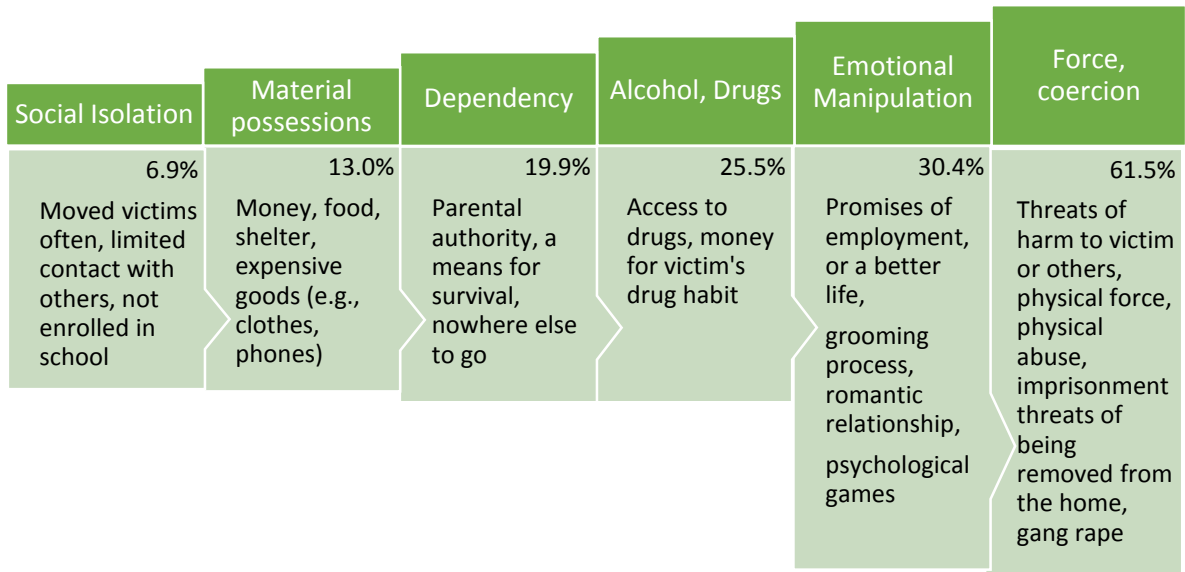 Social Isolation
6.9%
Moved victims
often, limited
contact with
others, not
enrolled in
school
Material
possessions
13.0%
Money, food,
shelter,
expensive
goods (e.g.,
clothes,
phones)
Dependency
19.9%
Parental
authority, a
means for
survival,
nowhere else
to go
Alcohol, Drugs
25.5%
Access to
drugs, money
for victim's
drug habit
Emotional
Manipulation
30.4%
Promises of
employment,
or a better
life,
grooming
process,
romantic
relationship,
psychological
games
Force,
coercion
61.5%
Threats of
harm to victim
or others,
physical force,
physical
abuse,
imprisonment
threats of
being
removed from
the home,
gang rape